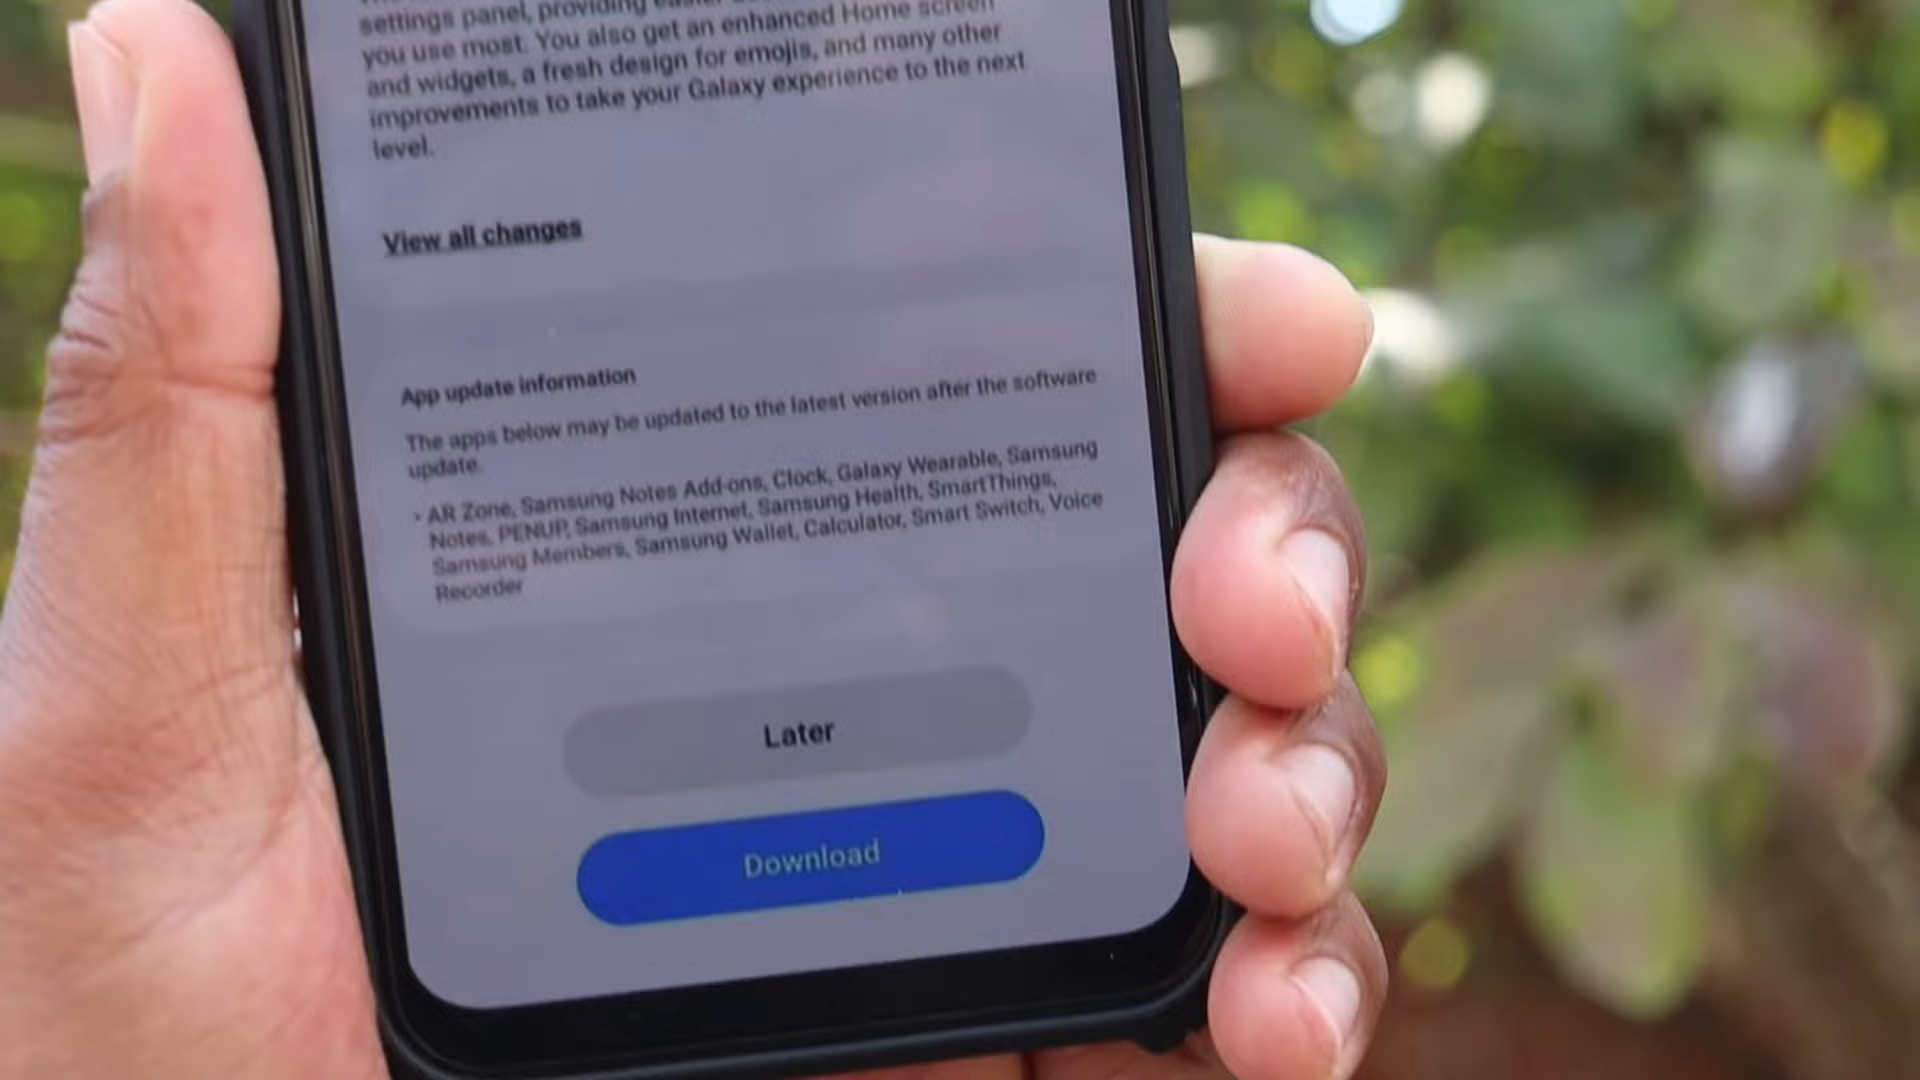 settings panel, providing easier
you use most. You also get an enhanced Home screen
and widgets, a fresh design for emojis, and many other
improvements to take your Galaxy experience to the next
level.
View all changes
App update information
The apps below may be updated to the latest version after the software
update.
• AR Zone, Samsung Notes Add-ons, Clock, Galaxy Wearable, Samsung
Notes, PENUP, Samsung Internet, Samsung Health, SmartThings,
Samsung Members, Samsung Wallet, Calculator, Smart Switch, Voice
Recorder
Later
Download